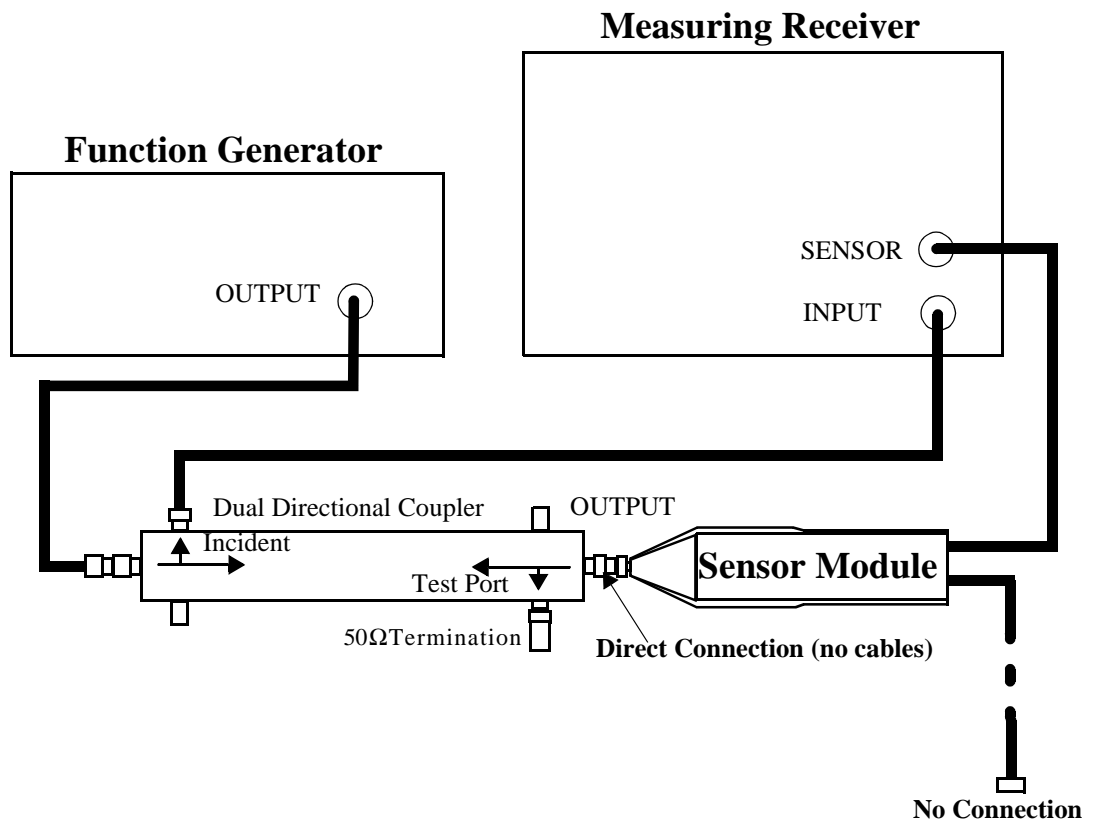 Measuring Receiver
Function Generator
SENSOR
OUTPUT
INPUT
Dual Directional Coupler
OUTPUT
Incident
Sensor Module
Test Port
50ΩTermination
Direct Connection (no cables)
No Connection